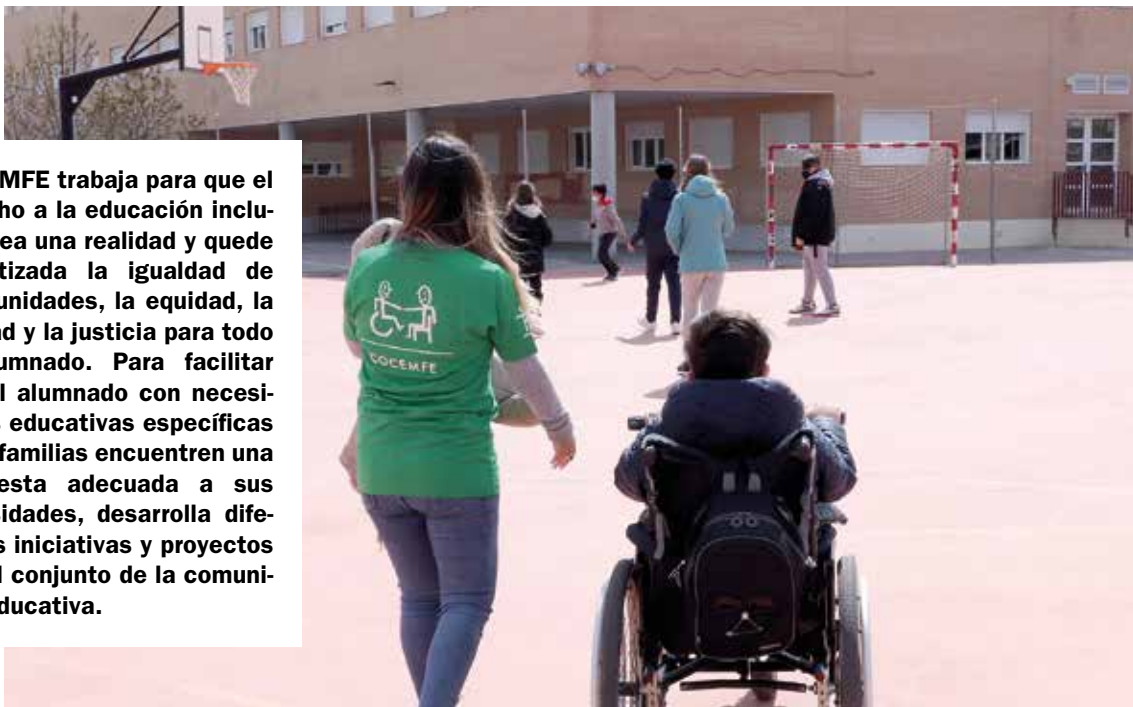 MFE trabaja para que el
ho a la educación inclu-
ea una realidad y quede
tizada la igualdad de
unidades, la equidad, la
ad y la justicia para todo
umnado. Para facilitar
l alumnado con necesi-
s educativas específicas
familias encuentren una
esta adecuada a sus
sidades, desarrolla dife-
s iniciativas y proyectos
l conjunto de la comuni-
ducativa.
COCEMFE